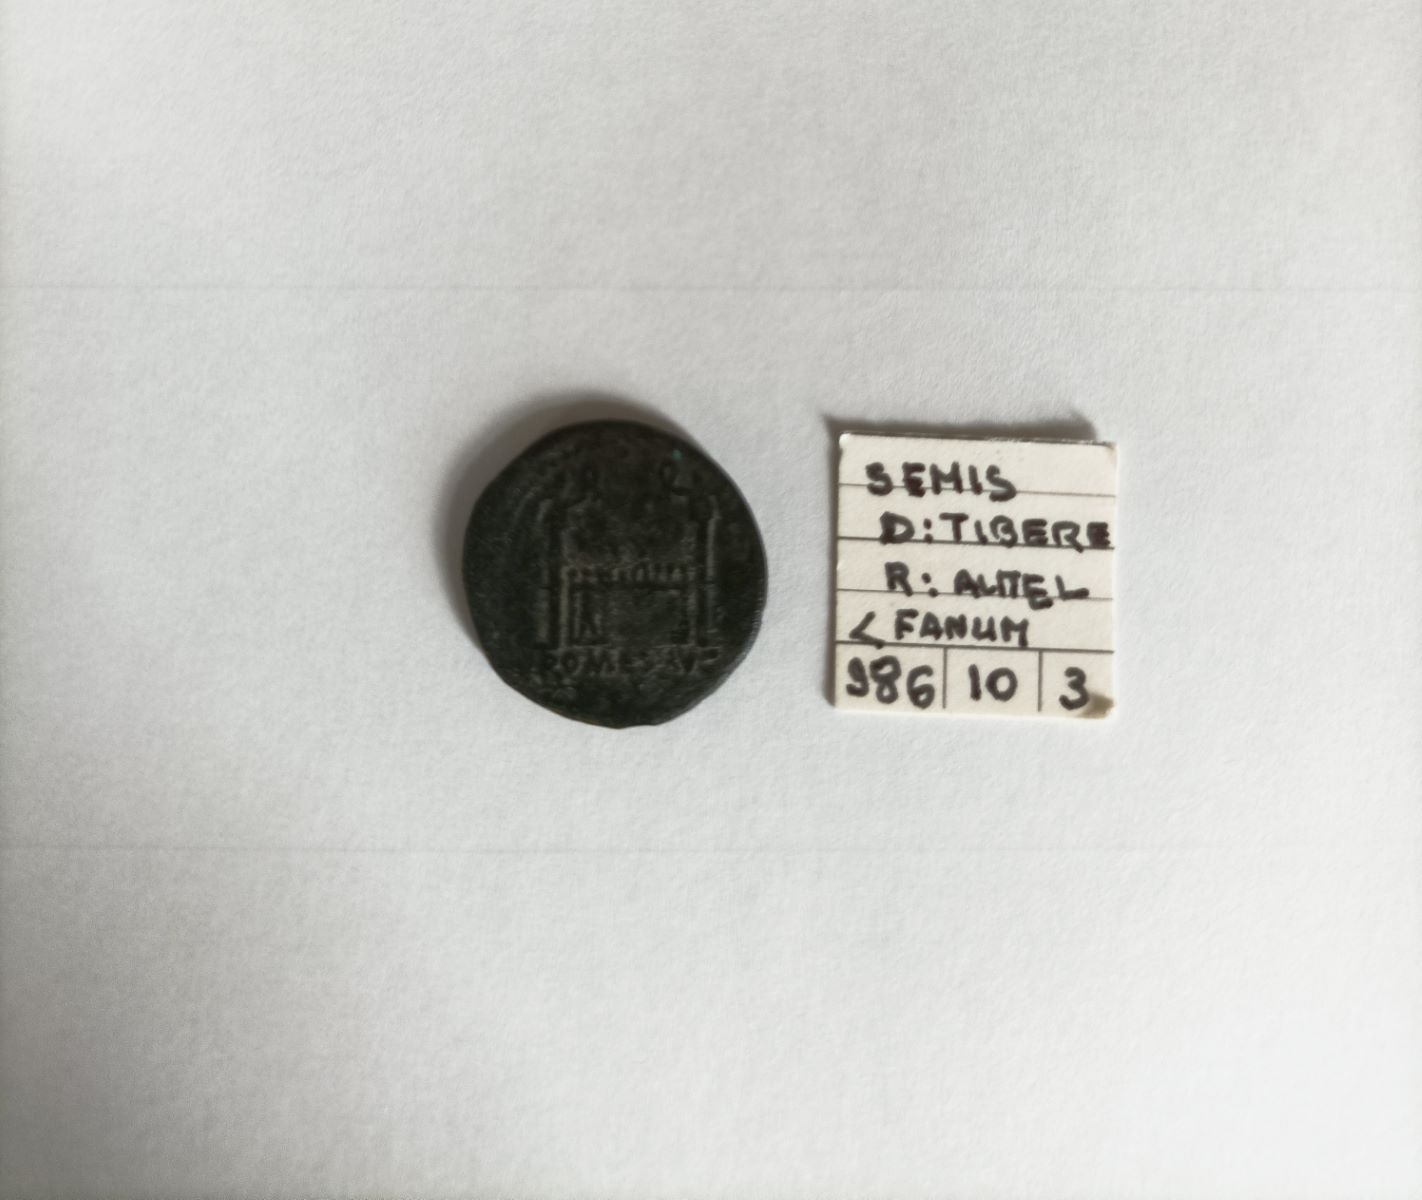 ROM ET AVG
SEMIS
D: TIBERE
R: AUTEL
< FANUM
986 10 3